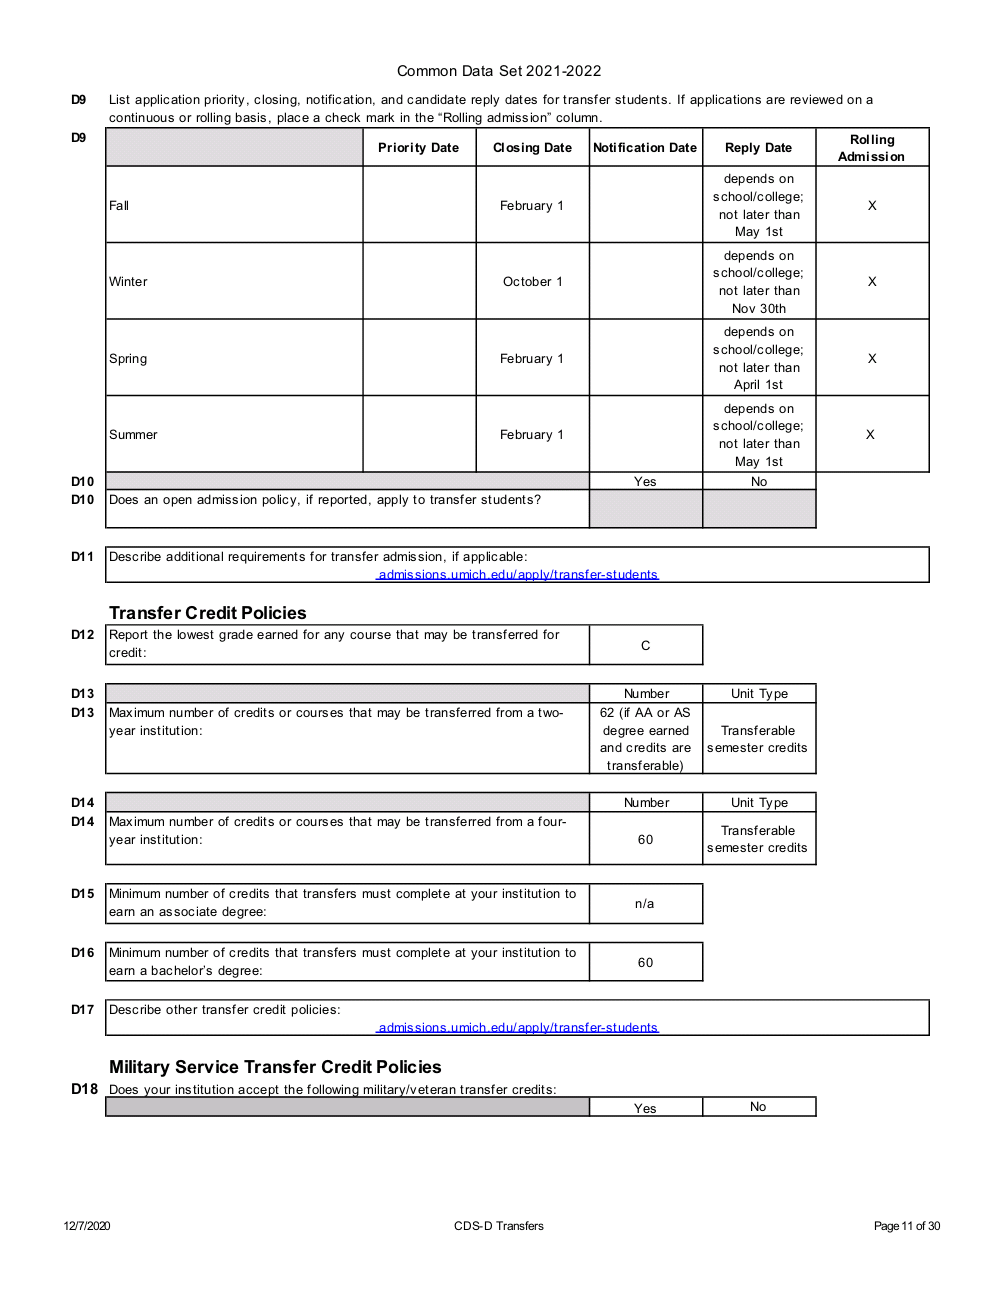 Common Data Set 2021-2022
D9 List application priority, closing, notification, and candidate reply dates for transfer students. If applications are reviewed on a
continuous or rolling basis, place a check mark in the “Rolling admission” column.
D9 Priority Date Closing Date Notification Date Reply Date Rolling Admission
Fall February 1 depends on school/college; not later than May 1st X
Winter October 1 depends on school/college; not later than Nov 30th X
Spring February 1 depends on school/college; not later than April 1st X
Summer February 1 depends on school/college; not later than May 1st X
D10 Yes No
D10 Does an open admission policy, if reported, apply to transfer students?
D11 Describe additional requirements for transfer admission, if applicable:
admissions.umich.edu/apply/transfer-students
Transfer Credit Policies
D12 Report the lowest grade earned for any course that may be transferred for
credit:
C
D13 Number Unit Type
D13 Maximum number of credits or courses that may be transferred from a two-
year institution:
62 (if AA or AS
degree earned
and credits are
transferable)
Transferable
semester credits
D14 Number Unit Type
D14 Maximum number of credits or courses that may be transferred from a four-
year institution:
60
Transferable
semester credits
D15 Minimum number of credits that transfers must complete at your institution to
earn an associate degree:
n/a
D16 Minimum number of credits that transfers must complete at your institution to
earn a bachelor’s degree:
60
D17 Describe other transfer credit policies:
admissions.umich.edu/apply/transfer-students
Military Service Transfer Credit Policies
D18 Does your institution accept the following military/veteran transfer credits:
Yes No
12/7/2020 CDS-D Transfers Page 11 of 30